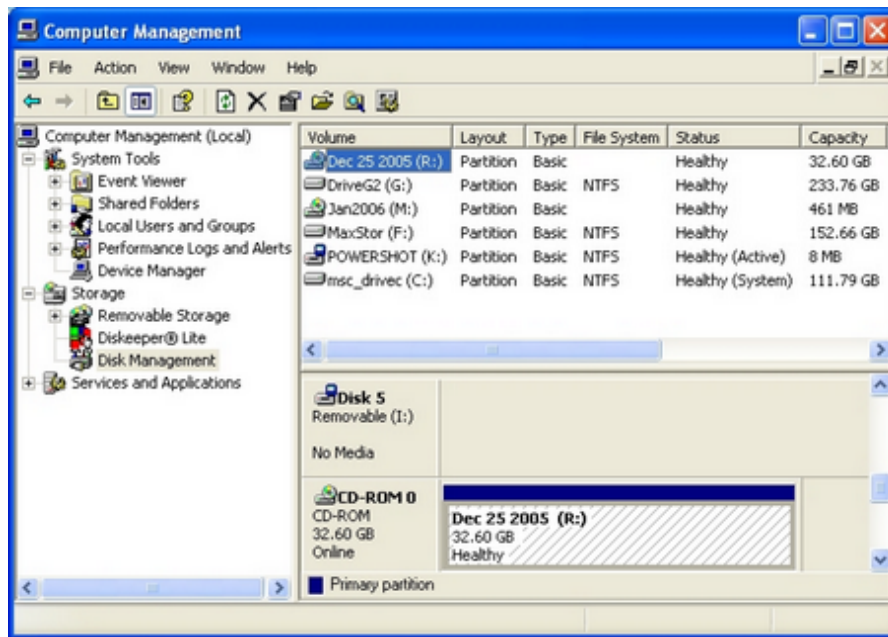 Computer Management
File Action View Window Help
Computer Management (Local)
System Tools
Event Viewer
Shared Folders
Local Users and Groups
Performance Logs and Alerts
Device Manager
Storage
Removable Storage
Diskeeper® Lite
Disk Management
Services and Applications
Volume Layout Type File System Status Capacity
Dec 25 2005 (R:) Partition Basic Healthy 32.60 GB
DriveG2 (G:) Partition Basic NTFS Healthy 233.76 GB
Jan2006 (M:) Partition Basic Healthy 461 MB
MaxStor (F:) Partition Basic NTFS Healthy 152.66 GB
POWERSHOT (K:) Partition Basic NTFS Healthy (Active) 8 MB
msc_drivec (C:) Partition Basic NTFS Healthy (System) 111.79 GB
Disk 5
Removable (I:)
No Media
CD-ROM 0
CD-ROM
32.60 GB
Online
Dec 25 2005 (R:)
32.60 GB
Healthy
Primary partition